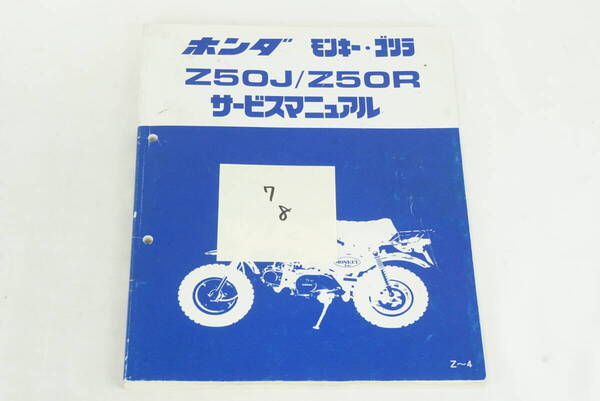 ホンダ モンキー・ゴリラ
Z50J/Z50R
サービスマニュアル
7
8
MONKEY
Z〜4